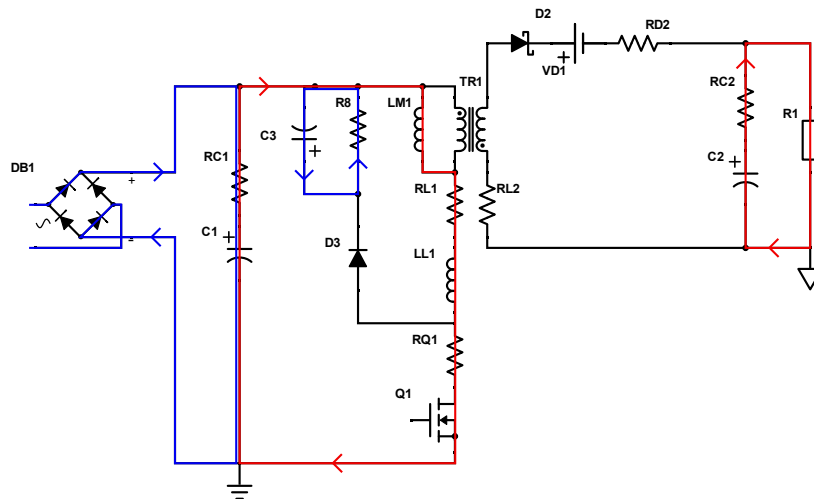 D2
VD1
+
RD2
TR1
LM1
RC2
R1
C3
+
R8
DB1
+
-
RC1
C1
+
RL1
RL2
C2
+
D3
LL1
RQ1
Q1